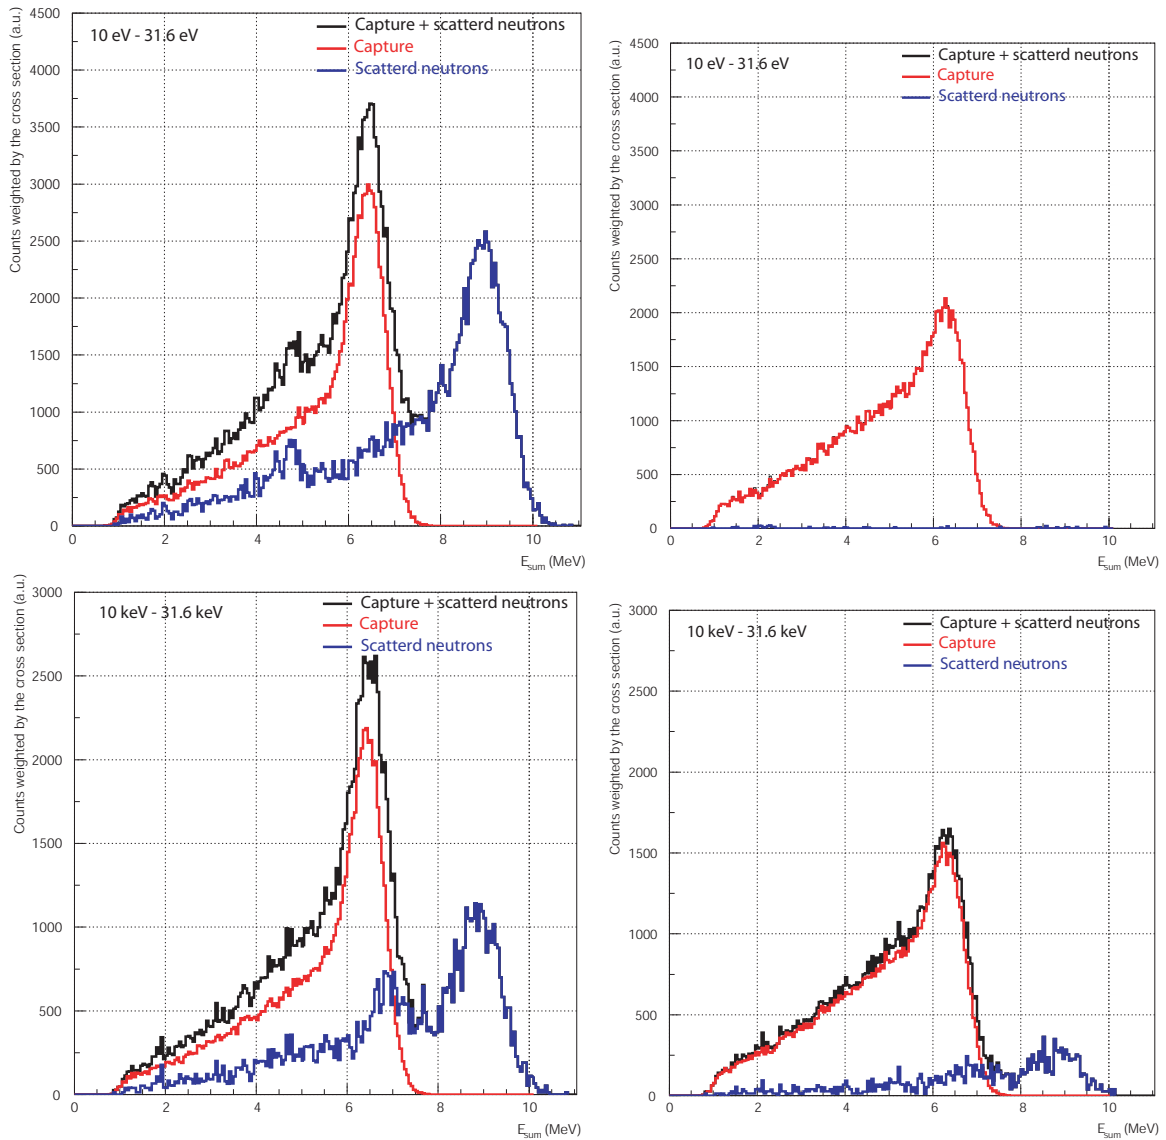 Counts weighted by the cross section (a.u.)
10 eV - 31.6 eV
Capture + scatterd neutrons
Capture
Scatterd neutrons
4500
4000
3500
3000
2500
2000
1500
1000
500
0
0 2 4 6 8 10
E_sum (MeV)
Counts weighted by the cross section (a.u.)
10 eV - 31.6 eV
Capture + scatterd neutrons
Capture
Scatterd neutrons
4500
4000
3500
3000
2500
2000
1500
1000
500
0
0 2 4 6 8 10
E_sum (MeV)
Counts weighted by the cross section (a.u.)
10 keV - 31.6 keV
Capture + scatterd neutrons
Capture
Scatterd neutrons
3000
2500
2000
1500
1000
500
0
0 2 4 6 8 10
E_sum (MeV)
Counts weighted by the cross section (a.u.)
10 keV - 31.6 keV
Capture + scatterd neutrons
Capture
Scatterd neutrons
3000
2500
2000
1500
1000
500
0
0 2 4 6 8 10
E_sum (MeV)